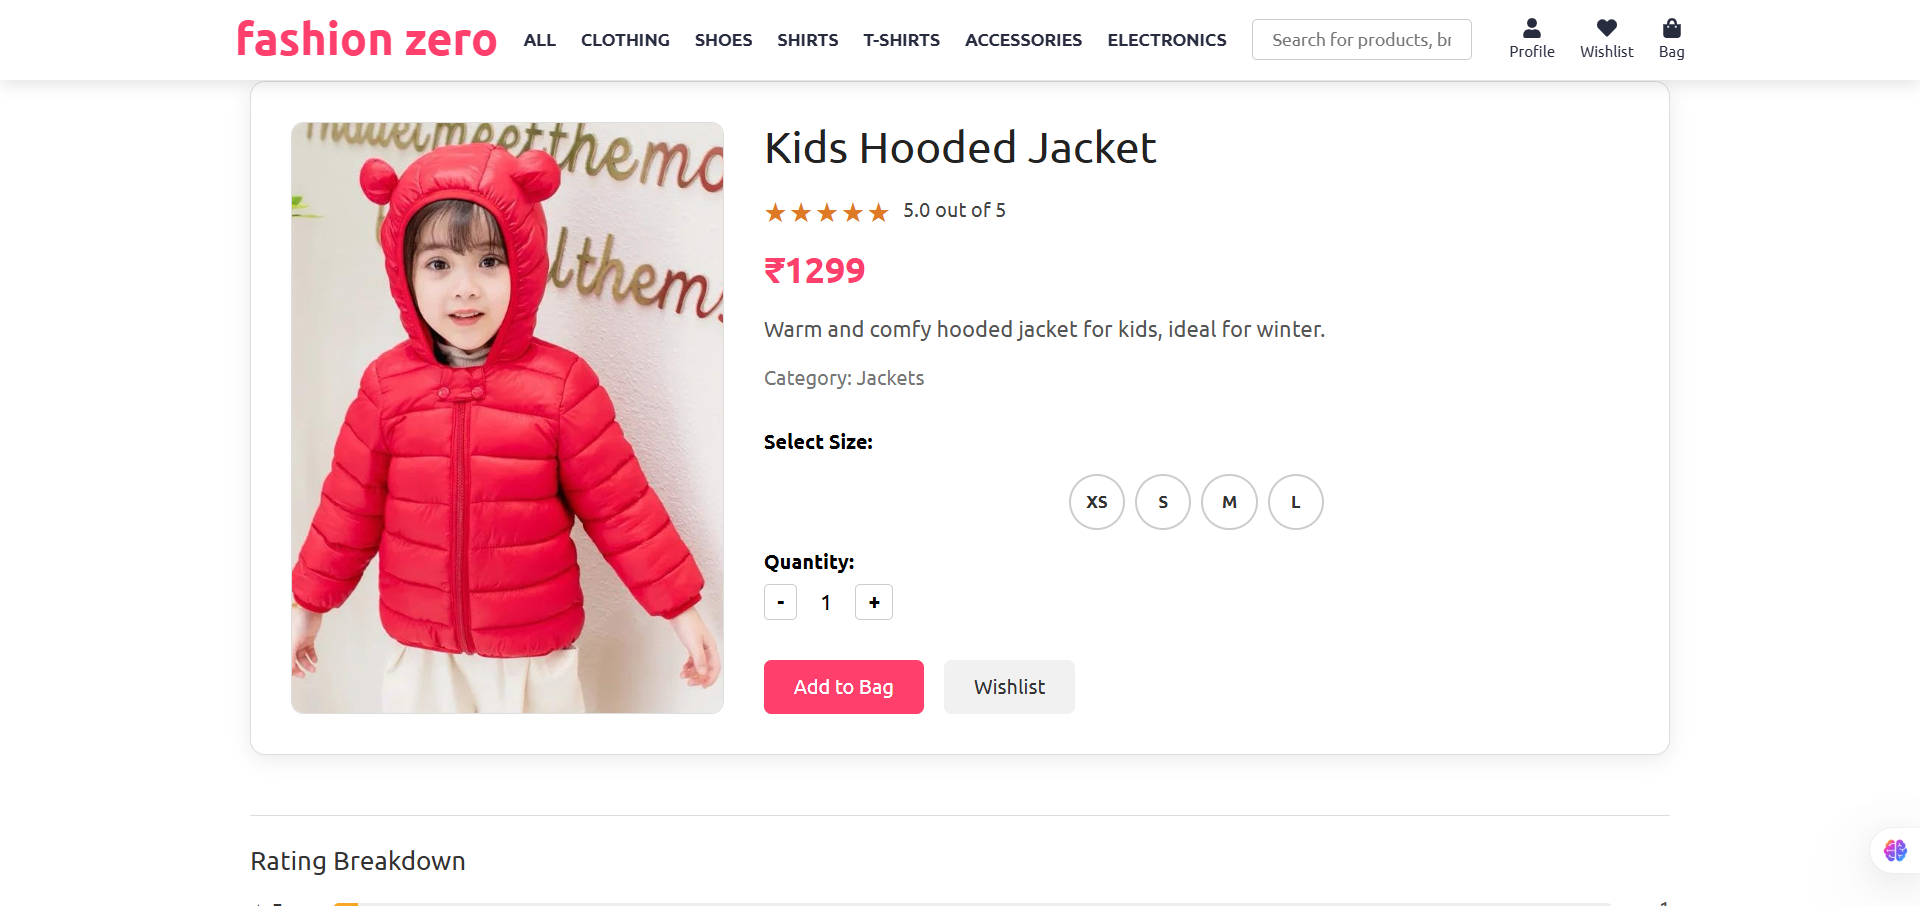 fashion zero
ALL CLOTHING SHOES SHIRTS T-SHIRTS ACCESSORIES ELECTRONICS
Search for products, br
Profile Wishlist Bag
Kids Hooded Jacket
★★★★★ 5.0 out of 5
₹1299
Warm and comfy hooded jacket for kids, ideal for winter.
Category: Jackets
Select Size:
XS S M L
Quantity:
- 1 +
Add to Bag Wishlist
Rating Breakdown